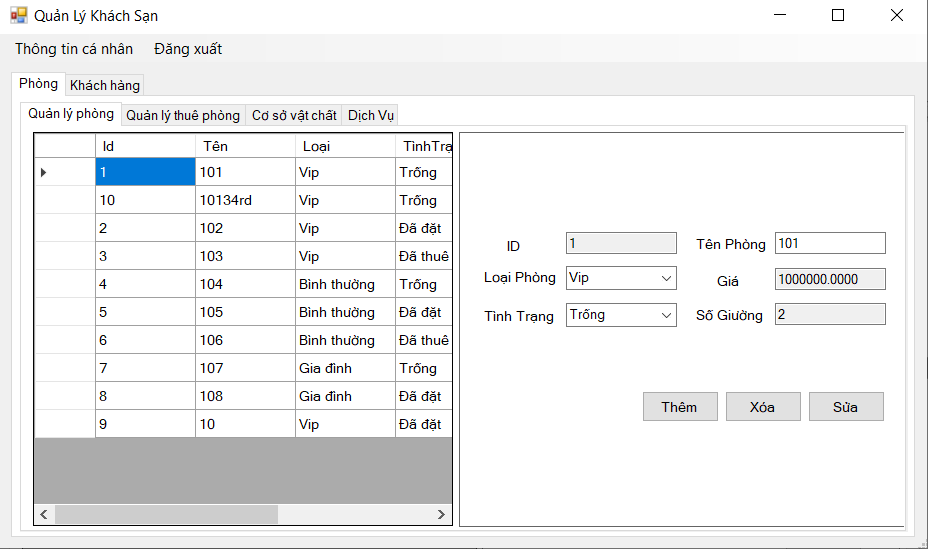 Quản Lý Khách Sạn
Thông tin cá nhân Đăng xuất
Phòng Khách hàng
Quản lý phòng Quản lý thuê phòng Cơ sở vật chất Dịch Vụ
Id Tên Loại TìnhTrạ
1 101 Vip Trống
10 10134rd Vip Trống
2 102 Vip Đã đặt
3 103 Vip Đã thuê
4 104 Bình thường Trống
5 105 Bình thường Đã đặt
6 106 Bình thường Đã thuê
7 107 Gia đình Trống
8 108 Gia đình Đã đặt
9 10 Vip Đã đặt
ID 1 Tên Phòng 101
Loại Phòng Vip Giá 1000000.0000
Tình Trạng Trống Số Giường 2
Thêm Xóa Sửa